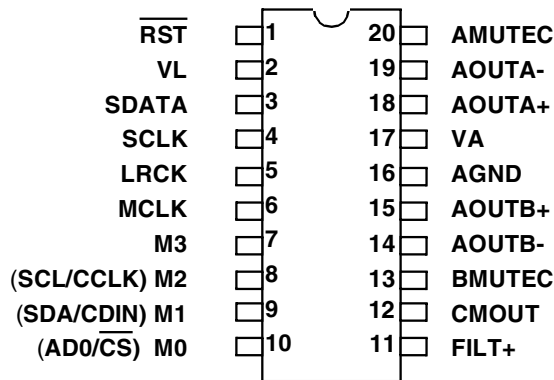 R̅S̅T̅ 1 20 AMUTEC
VL 2 19 AOUTA-
SDATA 3 18 AOUTA+
SCLK 4 17 VA
LRCK 5 16 AGND
MCLK 6 15 AOUTB+
M3 7 14 AOUTB-
(SCL/CCLK) M2 8 13 BMUTEC
(SDA/CDIN) M1 9 12 CMOUT
(AD0/C̅S̅) M0 10 11 FILT+